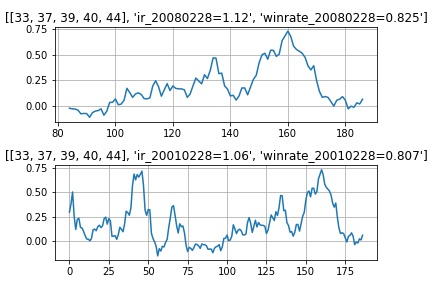 [[33, 37, 39, 40, 44], 'ir_20080228=1.12', 'winrate_20080228=0.825']
0.75
0.50
0.25
0.00
80 100 120 140 160 180
[[33, 37, 39, 40, 44], 'ir_20010228=1.06', 'winrate_20010228=0.807']
0.75
0.50
0.25
0.00
0 25 50 75 100 125 150 175